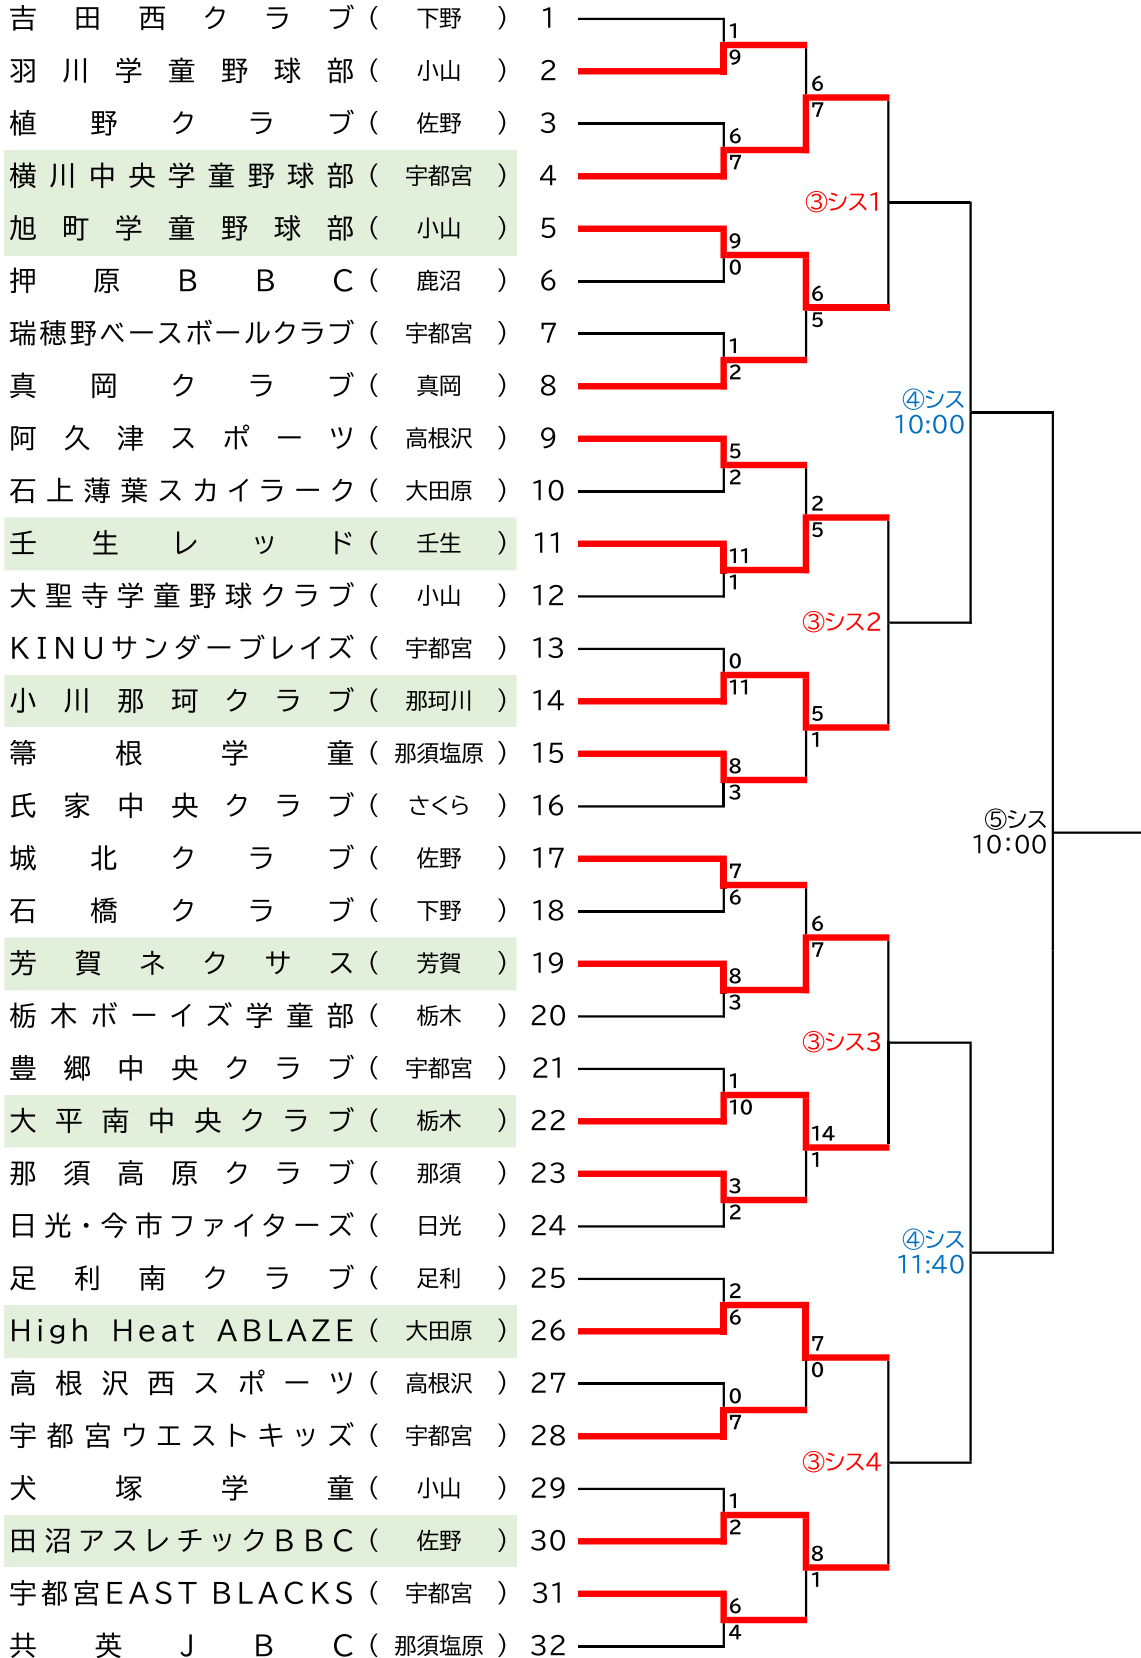 吉田西クラブ（下野）1
羽川学童野球部（小山）2
植野クラブ（佐野）3
横川中央学童野球部（宇都宮）4
旭町学童野球部（小山）5
押原BBC（鹿沼）6
瑞穂野ベースボールクラブ（宇都宮）7
真岡クラブ（真岡）8
阿久津スポーツ（高根沢）9
石上薄葉スカイラーク（大田原）10
壬生レッド（壬生）11
大聖寺学童野球クラブ（小山）12
KINUサンダーブレイズ（宇都宮）13
小川那珂クラブ（那珂川）14
箒根学童（那須塩原）15
氏家中央クラブ（さくら）16
城北クラブ（佐野）17
石橋クラブ（下野）18
芳賀ネクサス（芳賀）19
栃木ボーイズ学童部（栃木）20
豊郷中央クラブ（宇都宮）21
大平南中央クラブ（栃木）22
那須高原クラブ（那須）23
日光・今市ファイターズ（日光）24
足利南クラブ（足利）25
High Heat ABLAZE（大田原）26
高根沢西スポーツ（高根沢）27
宇都宮ウエストキッズ（宇都宮）28
犬塚学童（小山）29
田沼アスレチックBBC（佐野）30
宇都宮EAST BLACKS（宇都宮）31
共英JBC（那須塩原）32
1
9
6
7
9
0
1
2
5
2
11
1
0
11
8
3
7
6
8
3
1
10
3
2
2
6
0
7
1
2
6
4
6
7
6
5
2
5
5
1
6
7
14
1
7
0
8
1
③シス1
③シス2
③シス3
③シス4
④シス
10:00
④シス
11:40
⑤シス
10:00